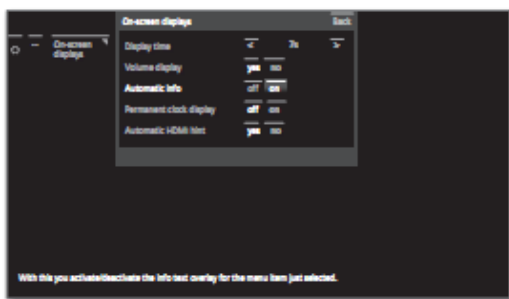 On-screen displays Back
On-screen
displays
Display time 7s
Volume display yes no
Automatic info off on
Permanent clock display off on
Automatic HDMI hint yes no
With this you activate/deactivate the info text overlay for the menu item just selected.